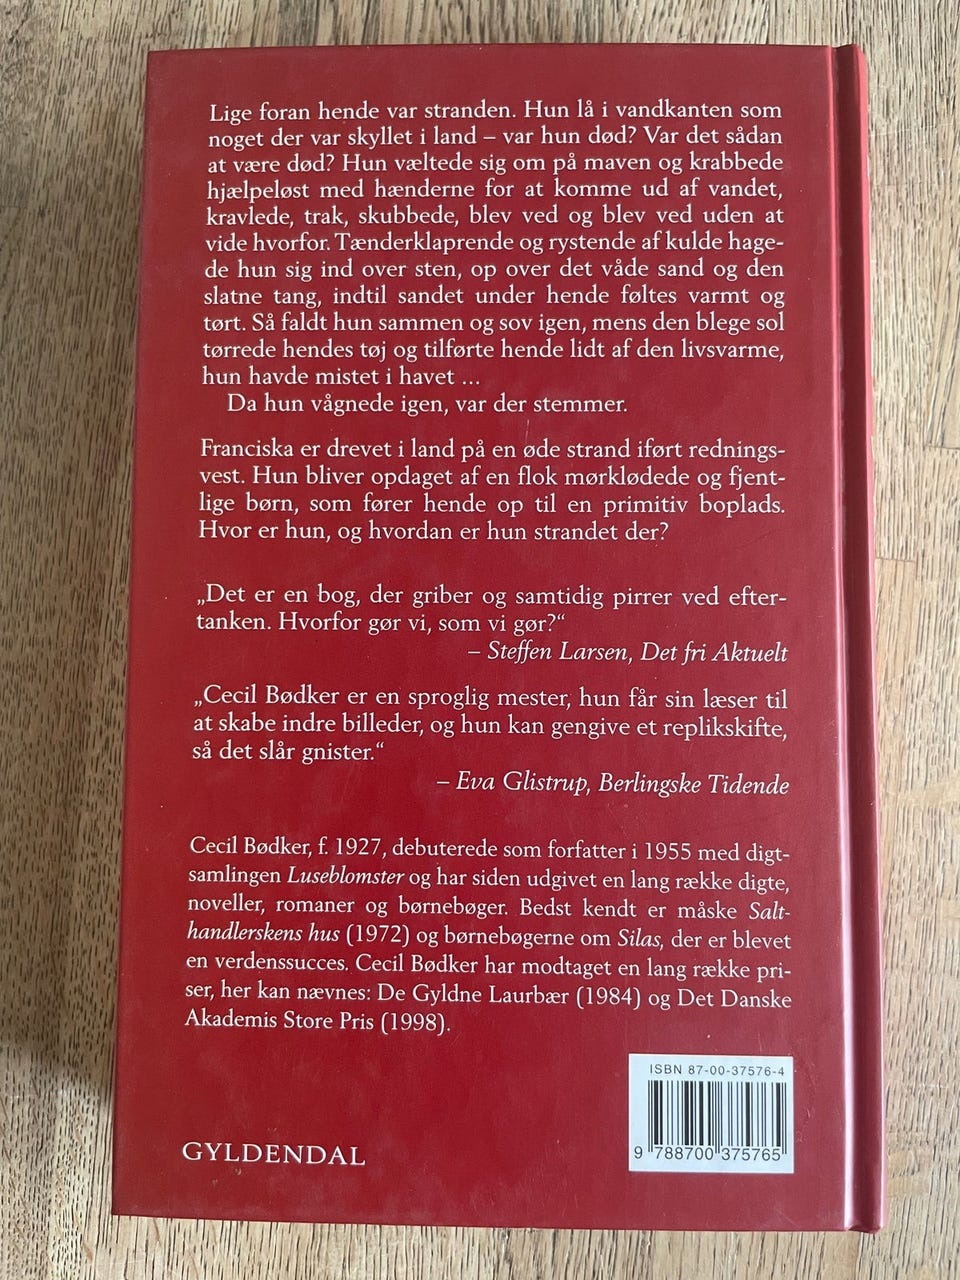 Lige foran hende var stranden. Hun lå i vandkanten som
noget der var skyllet i land – var hun død? Var det sådan
at være død? Hun væltede sig om på maven og krabbede
hjælpeløst med hænderne for at komme ud af vandet,
kravlede, trak, skubbede, blev ved og blev ved uden at
vide hvorfor. Tænderklaprende og rystende af kulde hage-
de hun sig ind over sten, op over det våde sand og den
slatne tang, indtil sandet under hende føltes varmt og
tørt. Så faldt hun sammen og sov igen, mens den blege sol
tørrede hendes tøj og tilførte hende lidt af den livsvarme,
hun havde mistet i havet ...
Da hun vågnede igen, var der stemmer.
Franciska er drevet i land på en øde strand iført rednings-
vest. Hun bliver opdaget af en flok mørklødede og fjent-
lige børn, som fører hende op til en primitiv boplads.
Hvor er hun, og hvordan er hun strandet der?
„Det er en bog, der griber og samtidig pirrer ved efter-
tanken. Hvorfor gør vi, som vi gør?“
– Steffen Larsen, Det fri Aktuelt
„Cecil Bødker er en sproglig mester, hun får sin læser til
at skabe indre billeder, og hun kan gengive et replikskifte,
så det slår gnister.“
– Eva Glistrup, Berlingske Tidende
Cecil Bødker, f. 1927, debuterede som forfatter i 1955 med digt-
samlingen Luseblomster og har siden udgivet en lang række digte,
noveller, romaner og børnebøger. Bedst kendt er måske Salt-
handlerskens hus (1972) og børnebøgerne om Silas, der er blevet
en verdenssucces. Cecil Bødker har modtaget en lang række pri-
ser, her kan nævnes: De Gyldne Laurbær (1984) og Det Danske
Akademis Store Pris (1998).
ISBN 87-00-37576-4
9 788700 375765
GYLDENDAL